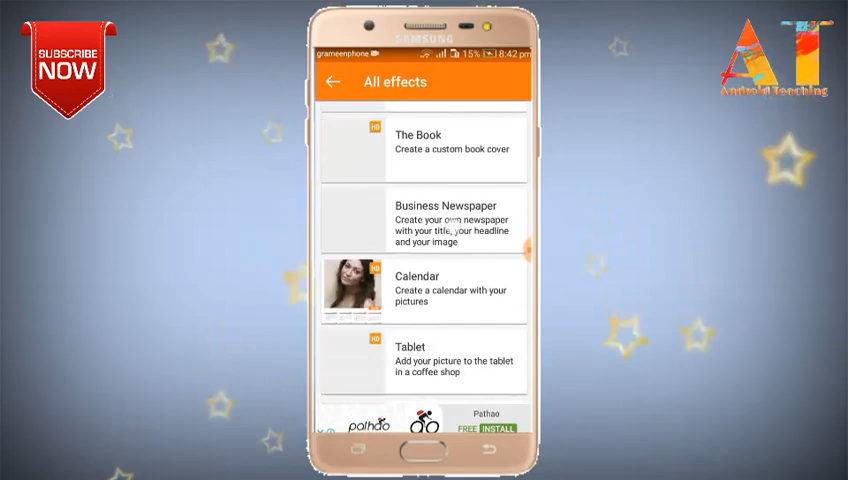 SUBSCRIBE
NOW
AT
Android Teeching
SAMSUNG
grameenphone
15%
8:42 pm
All effects
HD
The Book
Create a custom book cover
Business Newspaper
Create your own newspaper
with your title, your headline
and your image
HD
Calendar
Create a calendar with your
pictures
HD
Tablet
Add your picture to the tablet
in a coffee shop
pathao
Pathao
FREE INSTALL